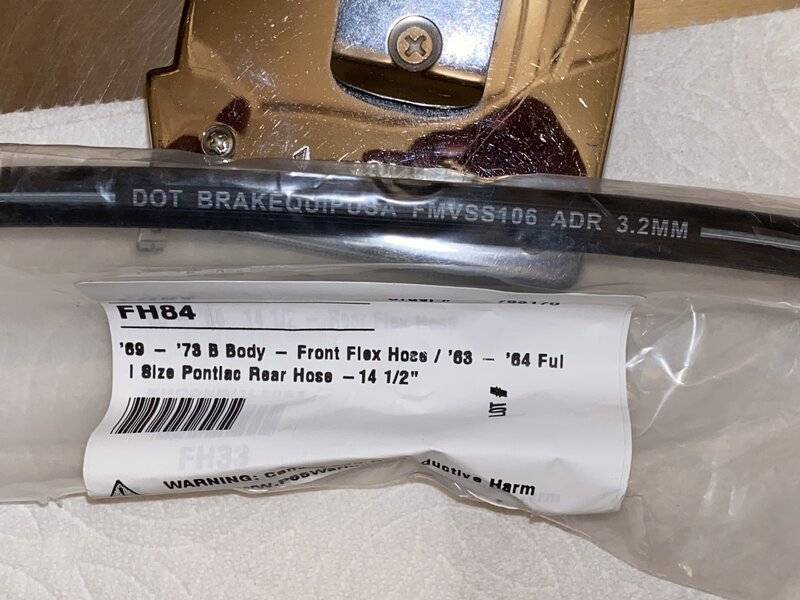 DOT BRAKEQUIPUSA FMVSS106 ADR 3.2MM
FH84
'69 - '73 B Body - Front Flex Hose / '63 - '64 Ful
l Size Pontiac Rear Hose - 14 1/2"
LOT #
FH33
WARNING: Harm